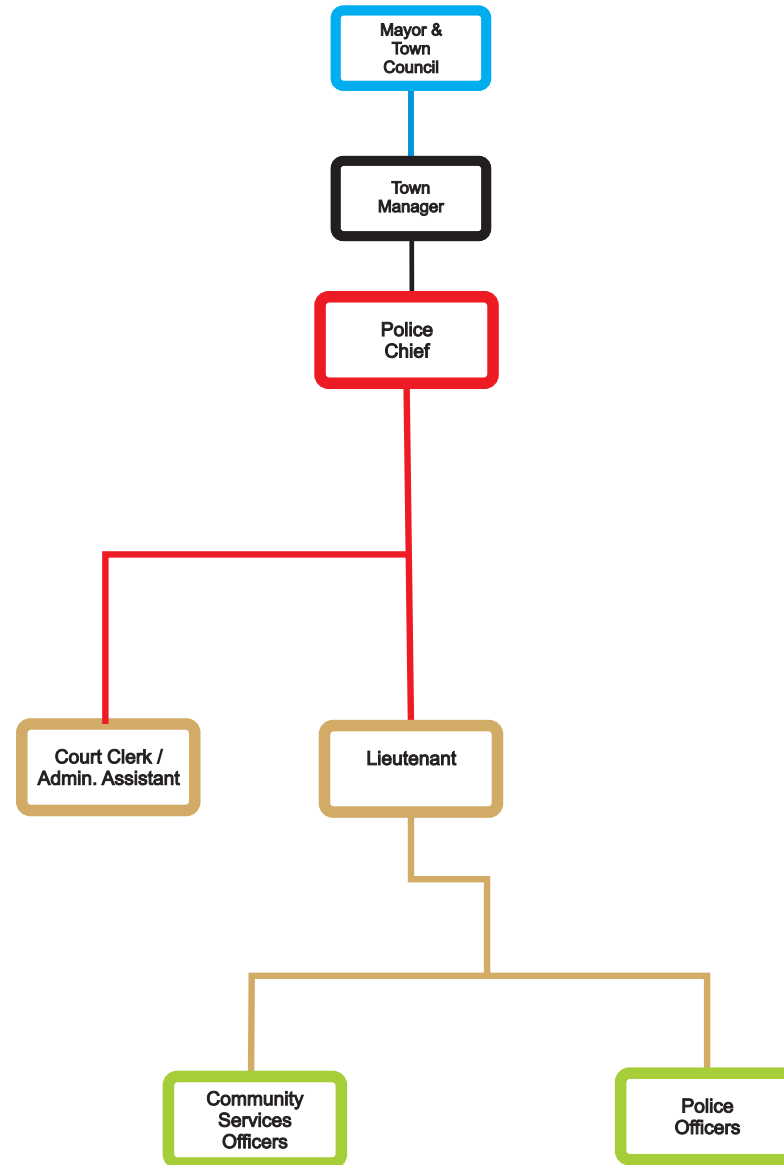 Mayor &
Town
Council
Town
Manager
Police
Chief
Court Clerk /
Admin. Assistant
Lieutenant
Community
Services
Officers
Police
Officers